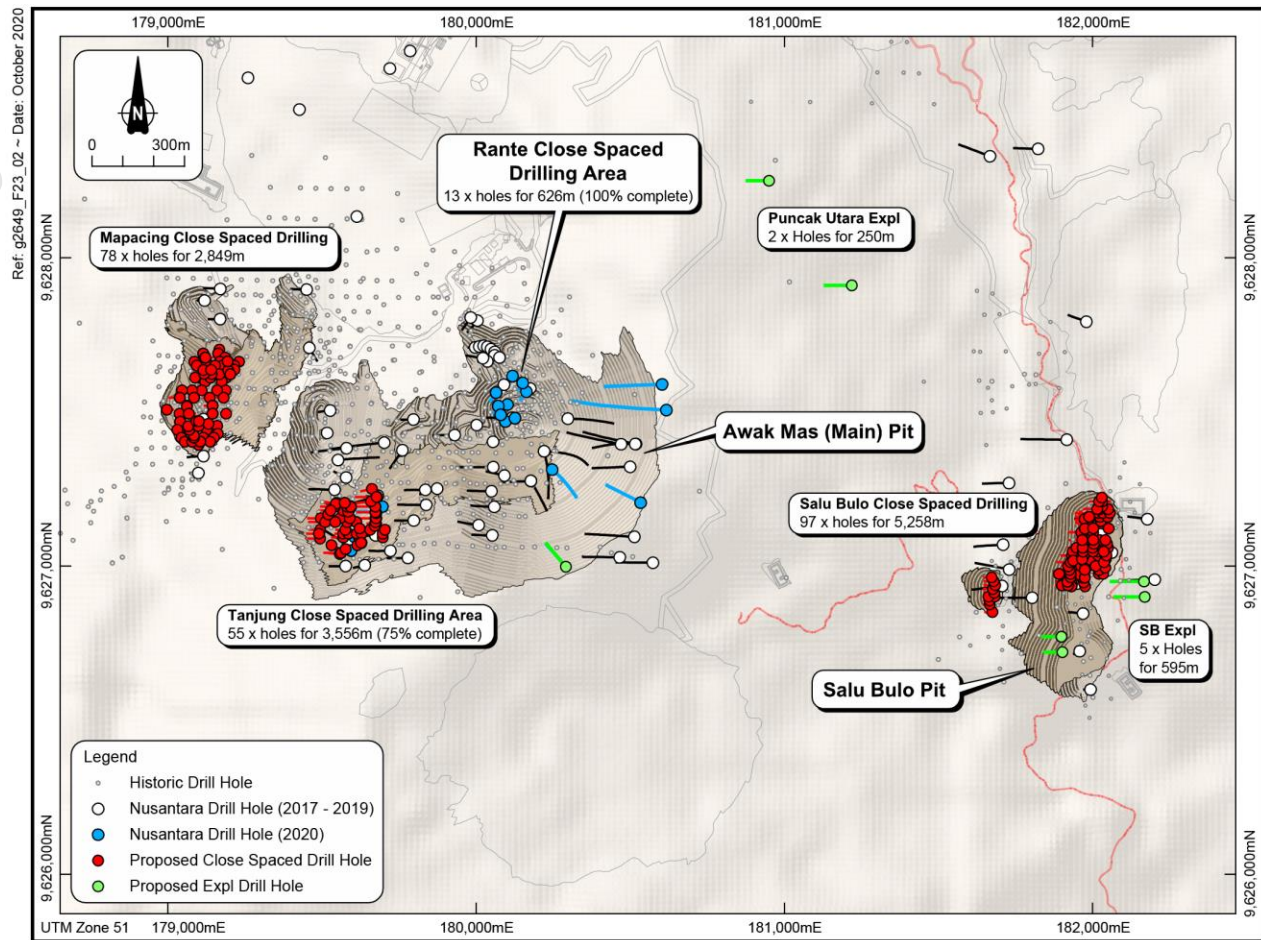 Ref: g2649_F23_02 ~ Date: October 2020
179,000mE
180,000mE
181,000mE
182,000mE
N
0 300m
Rante Close Spaced
Drilling Area
13 x holes for 626m (100% complete)
Puncak Utara Expl
2 x Holes for 250m
Mapacing Close Spaced Drilling
78 x holes for 2,849m
9,628,000mN
9,628,000mN
Awak Mas (Main) Pit
Salu Bulo Close Spaced Drilling
97 x holes for 5,258m
9,627,000mN
9,627,000mN
Tanjung Close Spaced Drilling Area
55 x holes for 3,556m (75% complete)
SB Expl
5 x Holes
for 595m
Salu Bulo Pit
Legend
Historic Drill Hole
Nusantara Drill Hole (2017 - 2019)
Nusantara Drill Hole (2020)
Proposed Close Spaced Drill Hole
Proposed Expl Drill Hole
9,626,000mN
9,626,000mN
UTM Zone 51
179,000mE
180,000mE
181,000mE
182,000mE